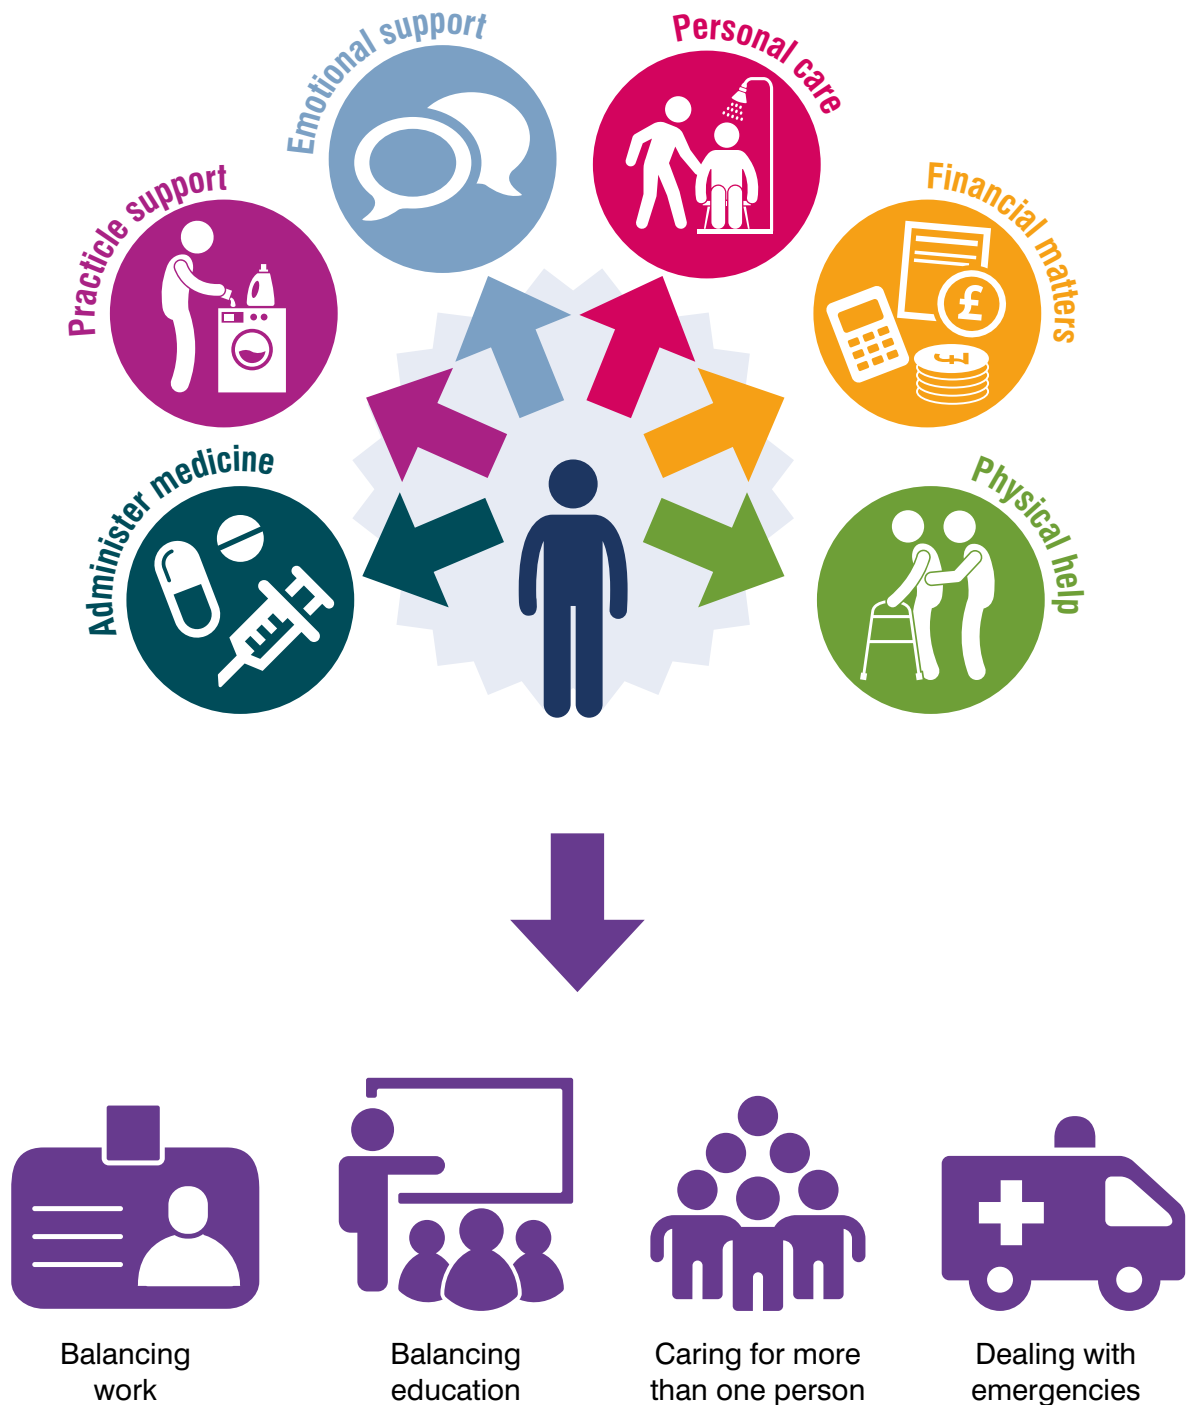 Emotional support
Personal care
Practicle support
Financial matters
£
£
Administer medicine
Physical help
Balancing
work
Balancing
education
Caring for more
than one person
Dealing with
emergencies